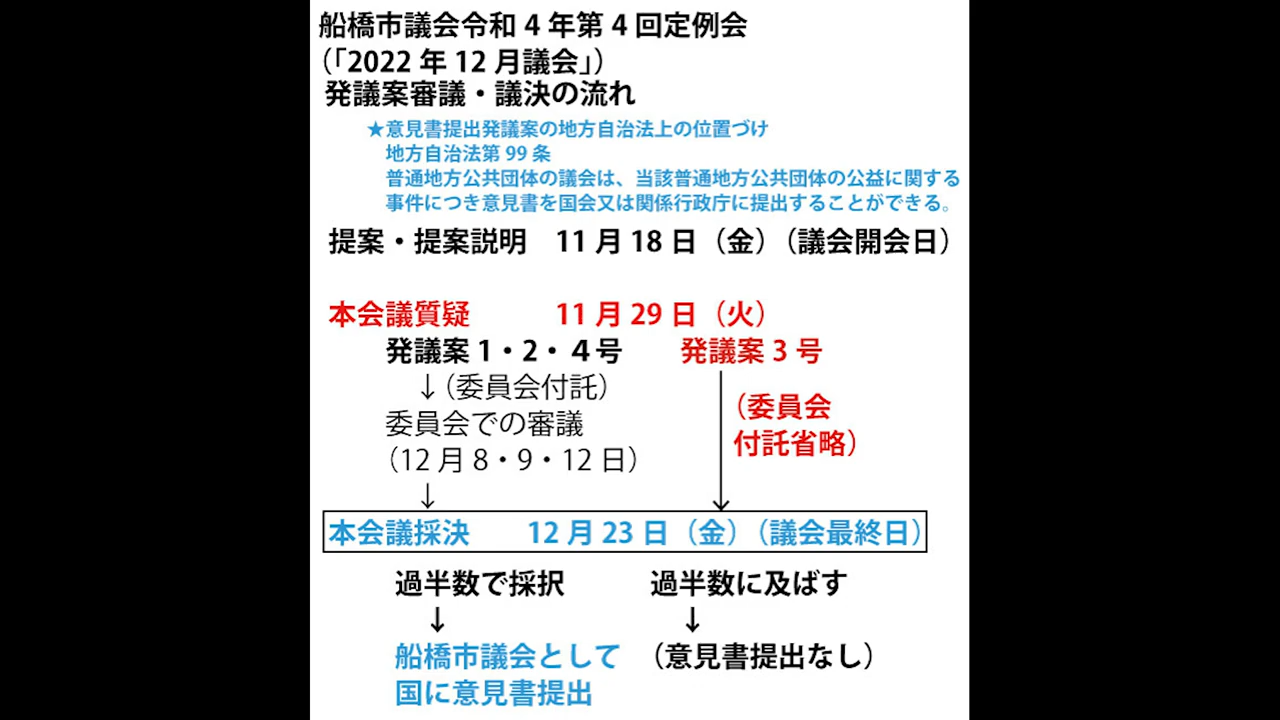 船橋市議会令和4年第4回定例会
（「2022年12月議会」）
発議案審議・議決の流れ
★意見書提出発議案の地方自治法上の位置づけ
地方自治法第99条
普通地方公共団体の議会は、当該普通地方公共団体の公益に関する
事件につき意見書を国会又は関係行政庁に提出することができる。
提案・提案説明　11月18日（金）（議会開会日）
本会議質疑　　　11月29日（火）
発議案1・2・4号　　発議案3号
↓（委員会付託）
委員会での審議
（12月8・9・12日）
↓
（委員会
付託省略）
本会議採決　　12月23日（金）（議会最終日）
過半数で採択　　　過半数に及ばす
↓　　　↓
船橋市議会として　（意見書提出なし）
国に意見書提出